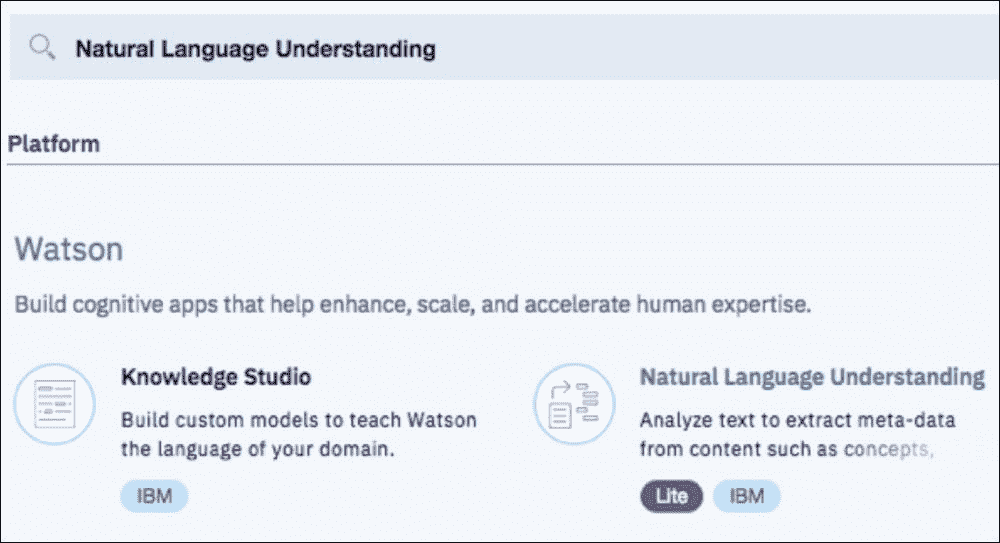 Natural Language Understanding
Platform
Watson
Build cognitive apps that help enhance, scale, and accelerate human expertise.
Knowledge Studio
Build custom models to teach Watson
the language of your domain.
IBM
Natural Language Understanding
Analyze text to extract meta-data
from content such as concepts,
Lite IBM